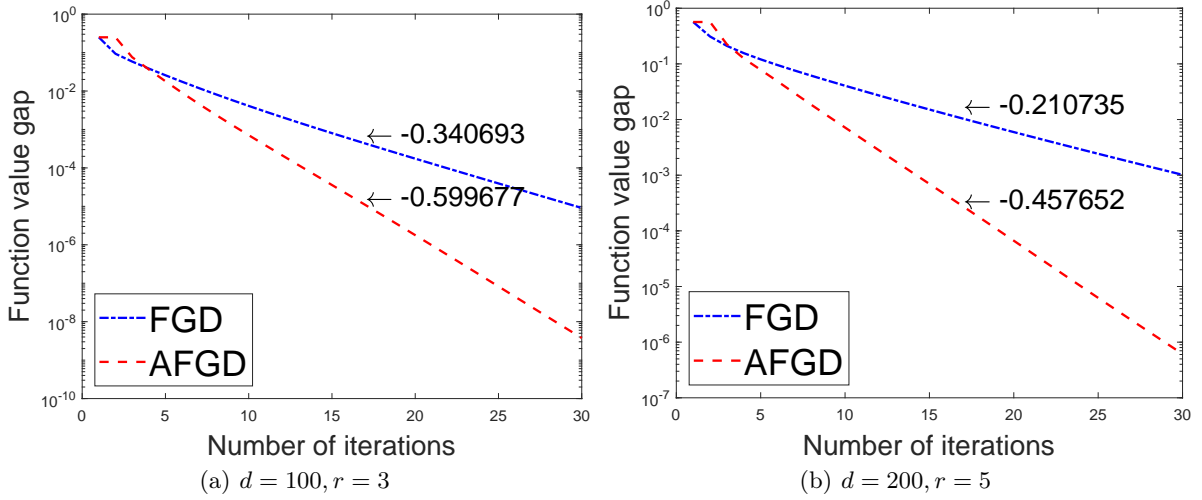 Function value gap
10^0
10^-2
10^-4
10^-6
10^-8
10^-10
← -0.340693
← -0.599677
FGD
AFGD
0 5 10 15 20 25 30
Number of iterations
(a) d = 100, r = 3
Function value gap
10^0
10^-1
10^-2
10^-3
10^-4
10^-5
10^-6
10^-7
← -0.210735
← -0.457652
FGD
AFGD
0 5 10 15 20 25 30
Number of iterations
(b) d = 200, r = 5